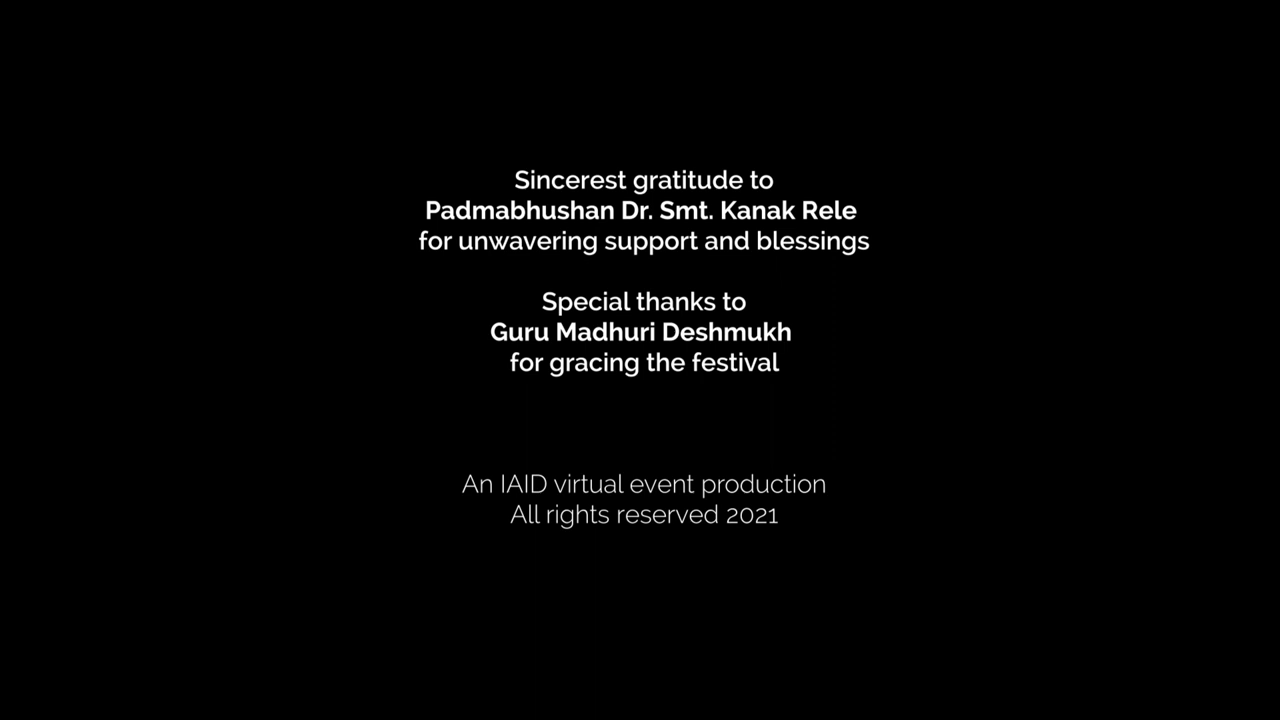 Sincerest gratitude to
Padmabhushan Dr. Smt. Kanak Rele
for unwavering support and blessings
Special thanks to
Guru Madhuri Deshmukh
for gracing the festival
An IAID virtual event production
All rights reserved 2021